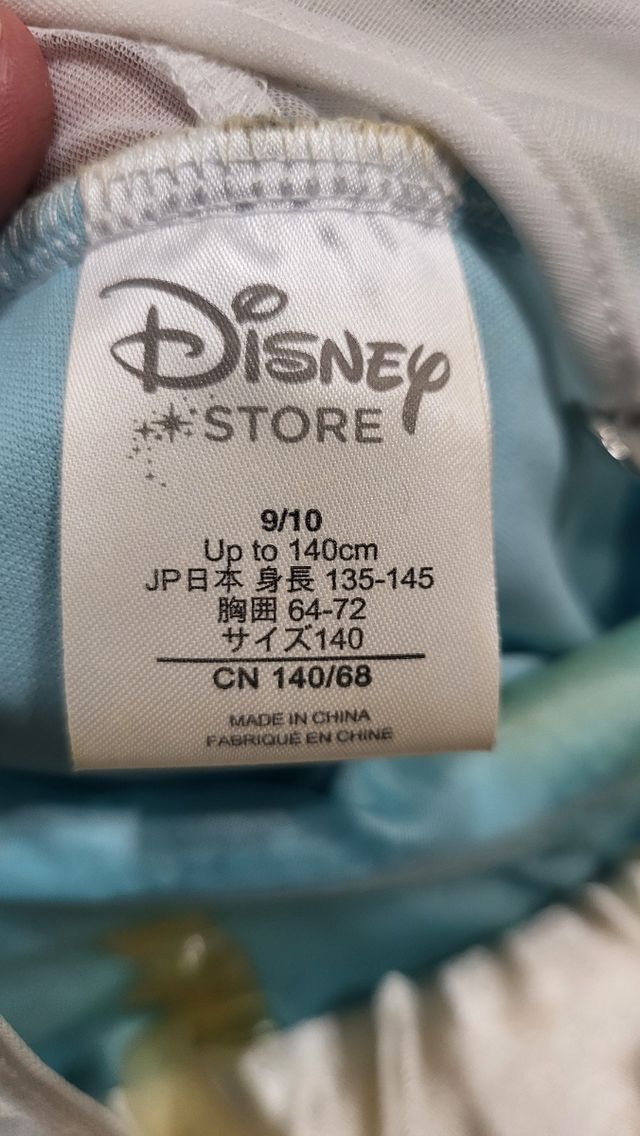 Disney
STORE
9/10
Up to 140cm
JP日本 身長 135-145
胸囲 64-72
サイズ140
CN 140/68
MADE IN CHINA
FABRIQUÉ EN CHINE